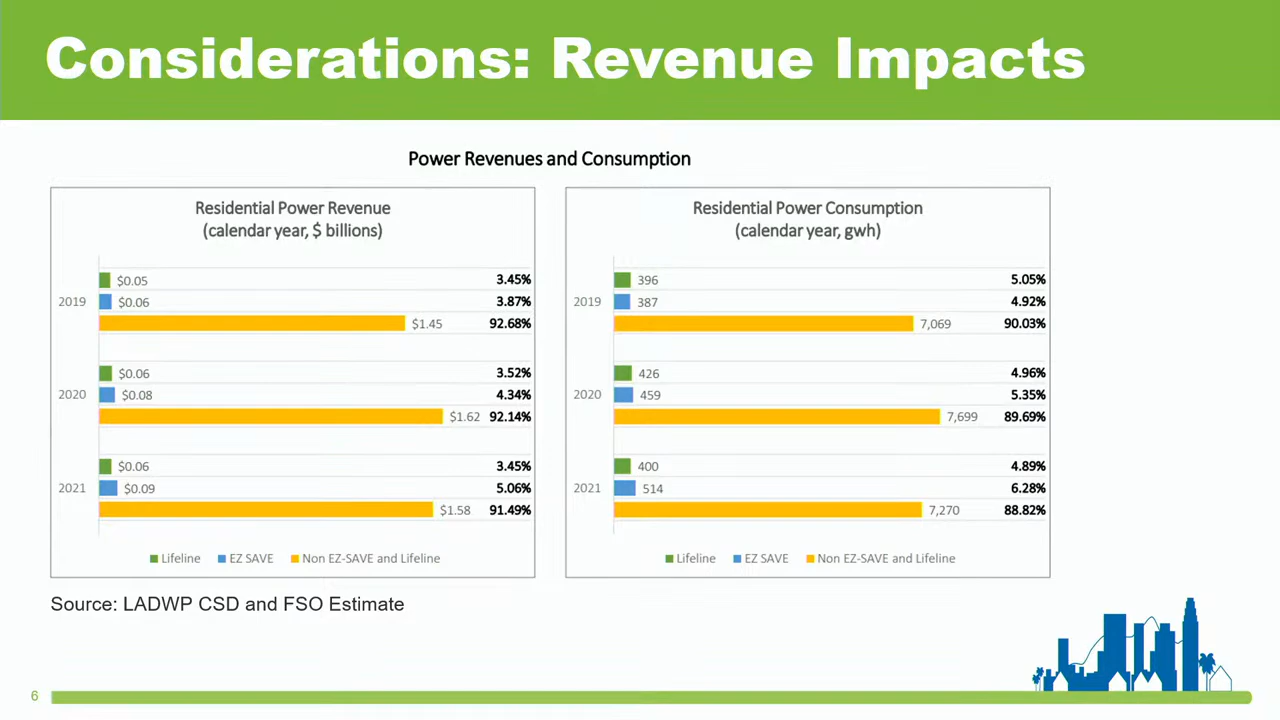 Considerations: Revenue Impacts
Power Revenues and Consumption
Residential Power Revenue
(calendar year, $ billions)
$0.05 3.45%
2019 $0.06 3.87%
$1.45 92.68%
$0.06 3.52%
2020 $0.08 4.34%
$1.62 92.14%
$0.06 3.45%
2021 $0.09 5.06%
$1.58 91.49%
Lifeline EZ SAVE Non EZ-SAVE and Lifeline
Residential Power Consumption
(calendar year, gwh)
396 5.05%
2019 387 4.92%
7,069 90.03%
426 4.96%
2020 459 5.35%
7,699 89.69%
400 4.89%
2021 514 6.28%
7,270 88.82%
Lifeline EZ SAVE Non EZ-SAVE and Lifeline
Source: LADWP CSD and FSO Estimate
6